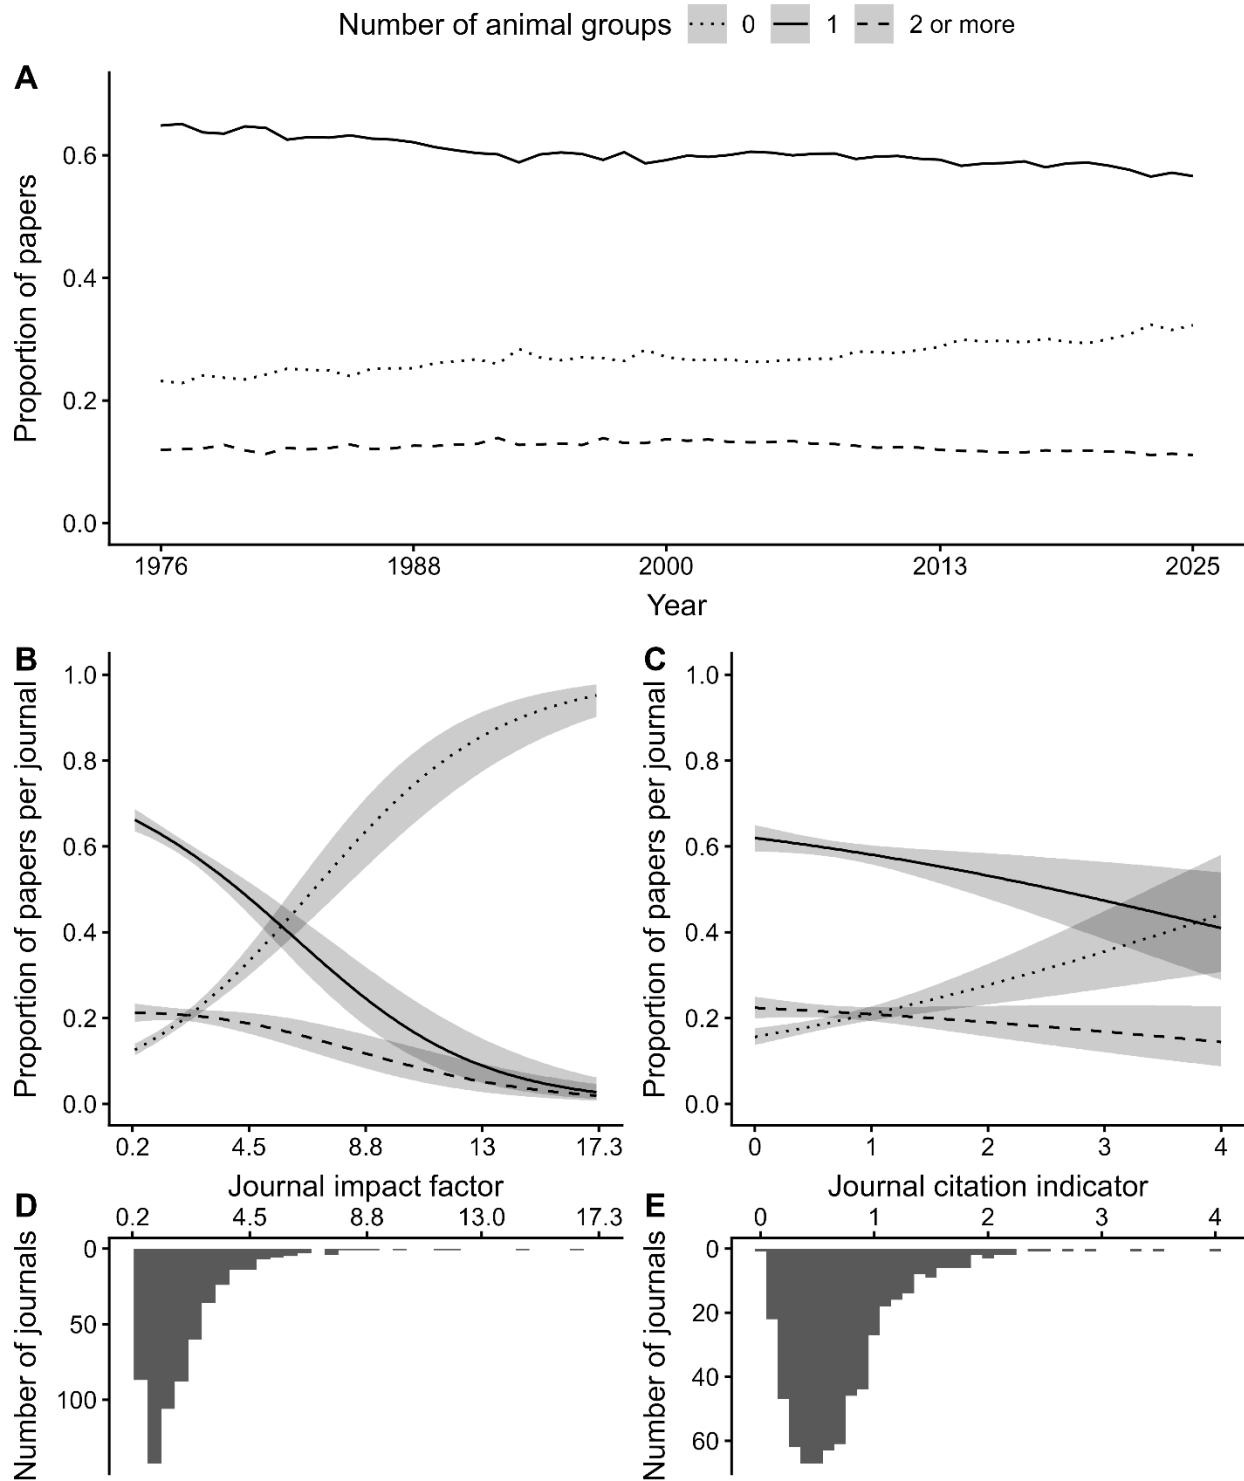 Number of animal groups 0 1 2 or more
A
Proportion of papers
0.6
0.4
0.2
0.0
1976 1988 2000 2013 2025
Year
B
Proportion of papers per journal
1.0
0.8
0.6
0.4
0.2
0.0
0.2 4.5 8.8 13 17.3
Journal impact factor
C
Proportion of papers per journal
1.0
0.8
0.6
0.4
0.2
0.0
0 1 2 3 4
Journal citation indicator
D
0.2 4.5 8.8 13.0 17.3
Number of journals
0
50
100
E
0 1 2 3 4
Number of journals
0
20
40
60